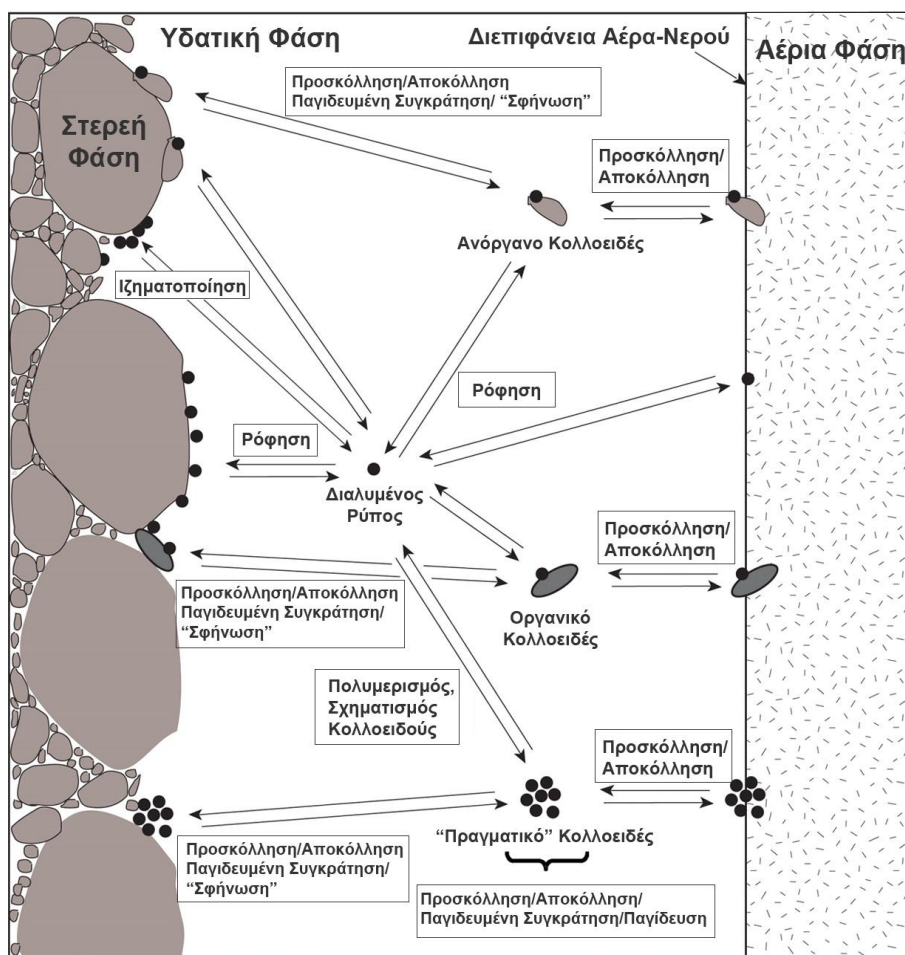 Υδατική Φάση
Διεπιφάνεια Αέρα-Νερού
Αέρια Φάση
Προσκόλληση/Αποκόλληση
Παγιδευμένη Συγκράτηση/ “Σφήνωση”
Στερεή
Φάση
Προσκόλληση/
Αποκόλληση
Ανόργανο Κολλοειδές
Ιζηματοποίηση
Ρόφηση
Ρόφηση
Διαλυμένος
Ρύπος
Προσκόλληση/
Αποκόλληση
Προσκόλληση/Αποκόλληση
Παγιδευμένη Συγκράτηση/
“Σφήνωση”
Οργανικό
Κολλοειδές
Πολυμερισμός,
Σχηματισμός
Κολλοειδούς
Προσκόλληση/
Αποκόλληση
“Πραγματικό” Κολλοειδές
Προσκόλληση/Αποκόλληση
Παγιδευμένη Συγκράτηση/
“Σφήνωση”
Προσκόλληση/Αποκόλληση/
Παγιδευμένη Συγκράτηση/Παγίδευση